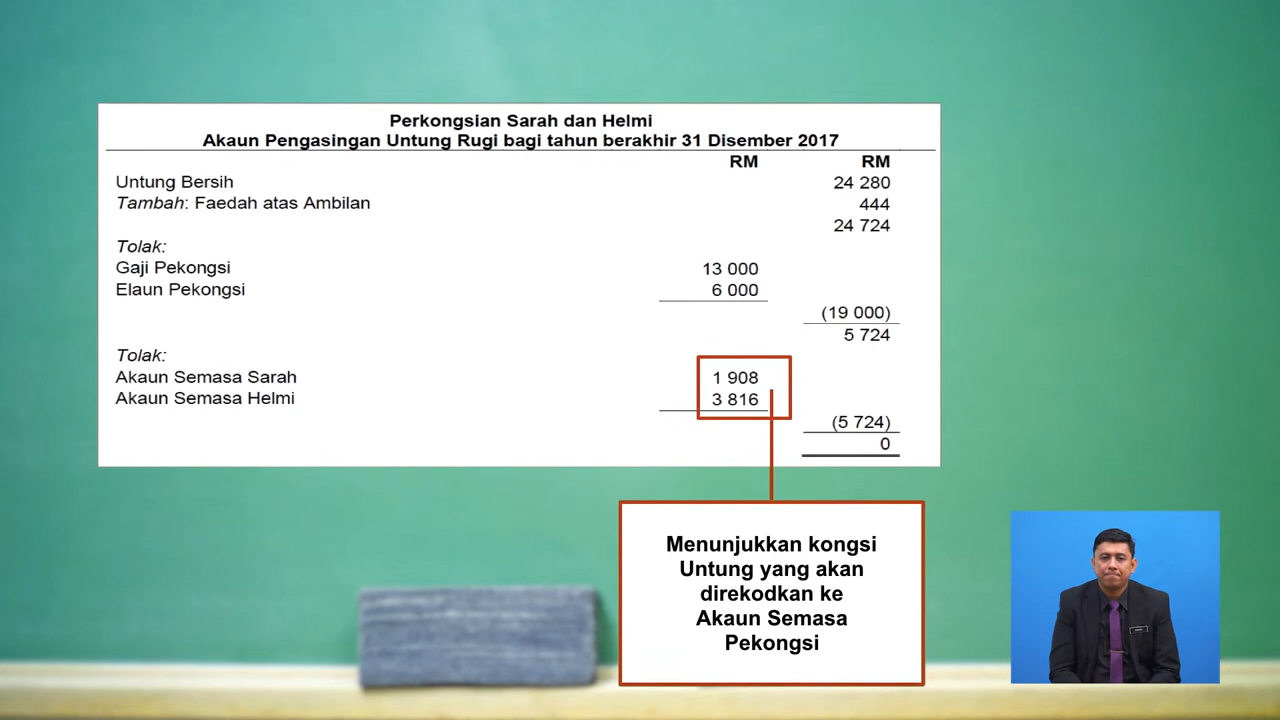 Perkongsian Sarah dan Helmi
Akaun Pengasingan Untung Rugi bagi tahun berakhir 31 Disember 2017
RM RM
Untung Bersih 24 280
Tambah: Faedah atas Ambilan 444
24 724
Tolak:
Gaji Pekongsi 13 000
Elaun Pekongsi 6 000
(19 000)
5 724
Tolak:
Akaun Semasa Sarah 1 908
Akaun Semasa Helmi 3 816
(5 724)
0
Menunjukkan kongsi
Untung yang akan
direkodkan ke
Akaun Semasa
Pekongsi